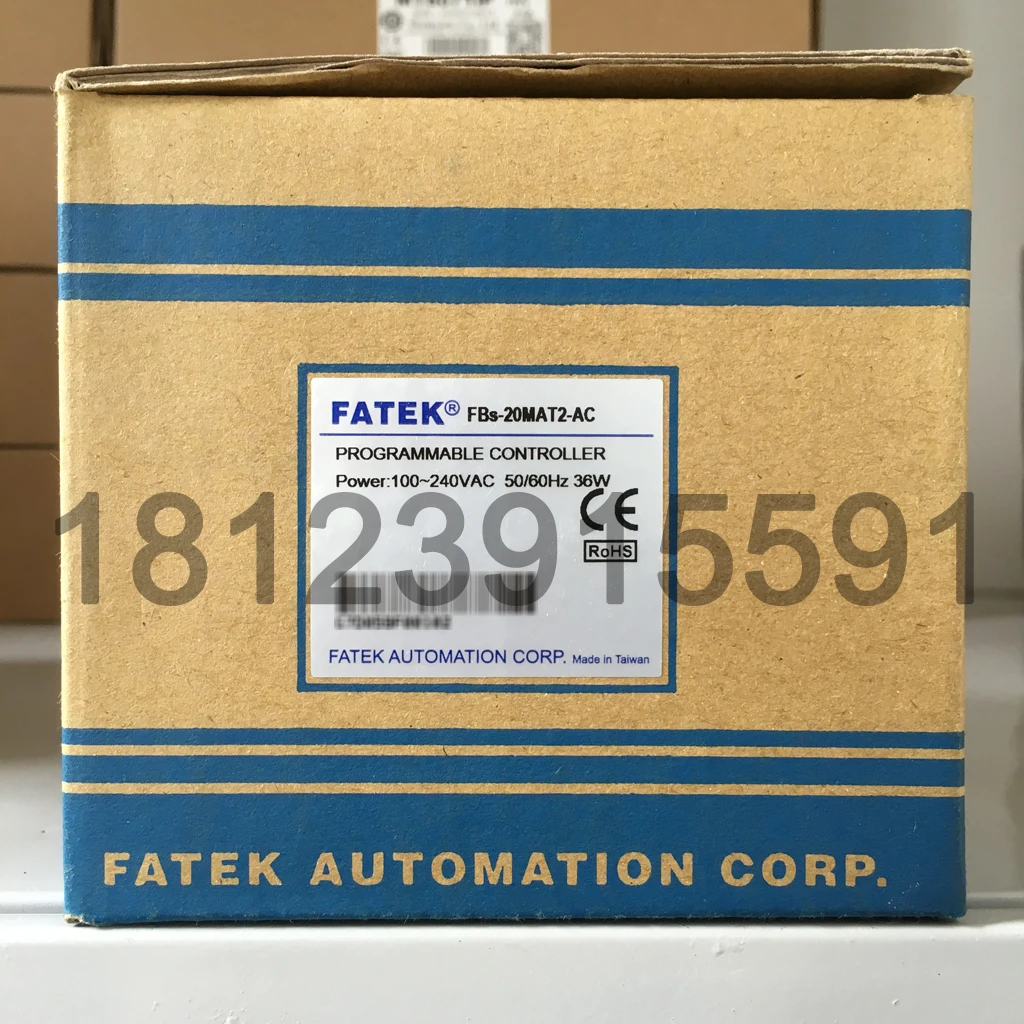 FATEK® FBs-20MAT2-AC
PROGRAMMABLE CONTROLLER
Power:100~240VAC 50/60Hz 36W
CE
RoHS
18123915591
FATEK AUTOMATION CORP. Made in Taiwan
FATEK AUTOMATION CORP.